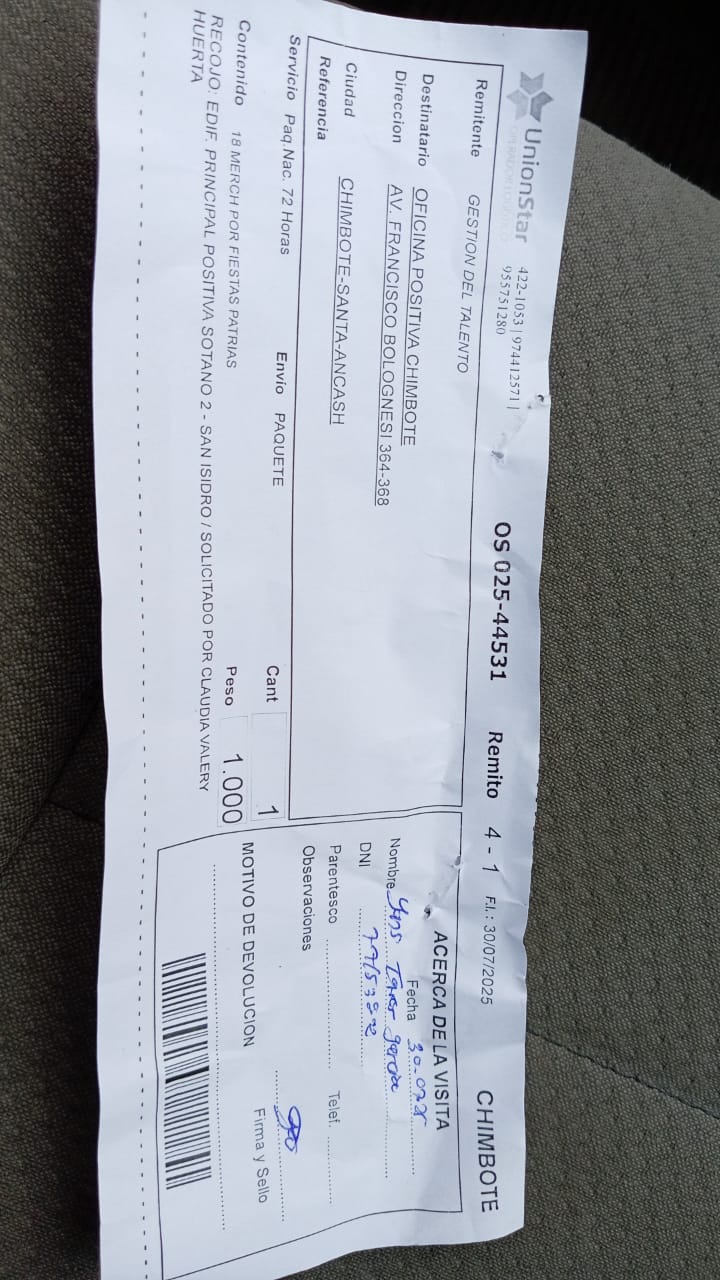 UnionStar
422-1053 | 974412571 |
955751280
OS 025-44531 Remito 4 - 1 F.I.: 30/07/2025 CHIMBOTE
Remitente GESTION DEL TALENTO
Destinatario OFICINA POSITIVA CHIMBOTE
Direccion AV. FRANCISCO BOLOGNESI 364-368
Ciudad CHIMBOTE-SANTA-ANCASH
Referencia
Servicio Paq.Nac. 72 Horas Envio PAQUETE Cant 1
Contenido 18 MERCH POR FIESTAS PATRIAS Peso 1.000
RECOJO: EDIF. PRINCIPAL POSITIVA SOTANO 2 - SAN ISIDRO / SOLICITADO POR CLAUDIA VALERY
HUERTA
ACERCA DE LA VISITA
Fecha
Nombre
DNI
Parentesco Telef.
Observaciones
Firma y Sello
MOTIVO DE DEVOLUCION